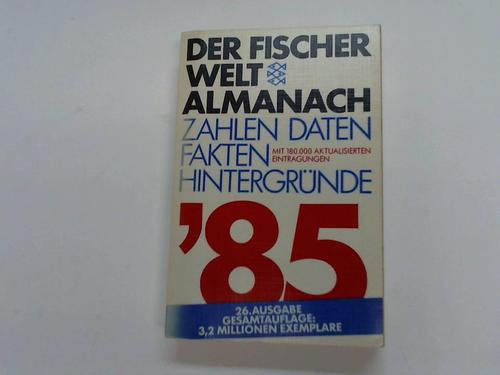 DER FISCHER
WELT
ALMANACH
ZAHLEN DATEN
FAKTEN MIT 180.000 AKTUALISIERTEN
EINTRAGUNGEN
HINTERGRÜNDE
'85
26. AUSGABE
GESAMTAUFLAGE:
3,2 MILLIONEN EXEMPLARE